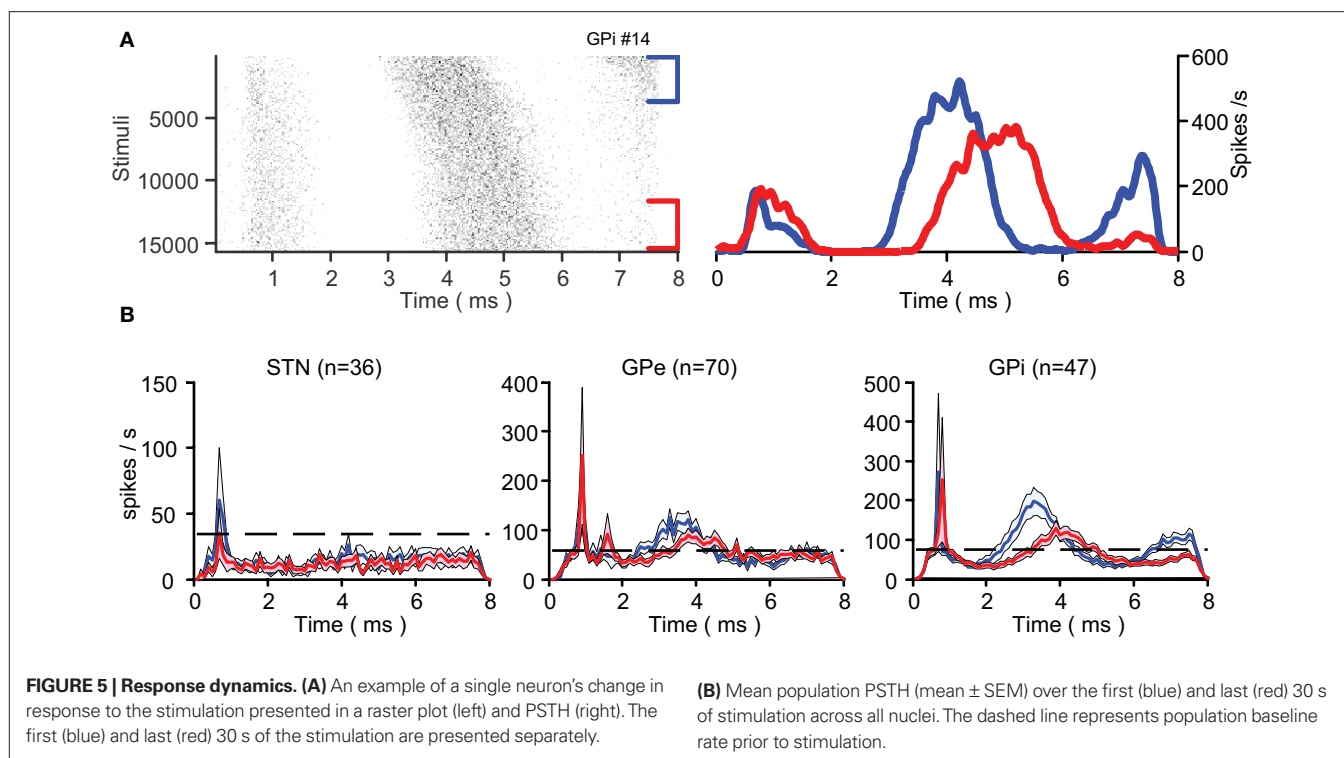 A
GPi #14
Stimuli
5000
10000
15000
1 2 3 4 5 6 7 8
Time ( ms )
600
400
200
0
Spikes /s
0 2 4 6 8
Time ( ms )
B
STN (n=36)
spikes / s
150
100
50
0
0 2 4 6 8
Time ( ms )
GPe (n=70)
400
300
200
100
0
0 2 4 6 8
Time ( ms )
GPi (n=47)
500
400
300
200
100
0
0 2 4 6 8
Time ( ms )
FIGURE 5 | Response dynamics. (A) An example of a single neuron's change in
response to the stimulation presented in a raster plot (left) and PSTH (right). The
first (blue) and last (red) 30 s of the stimulation are presented separately.
(B) Mean population PSTH (mean ± SEM) over the first (blue) and last (red) 30 s
of stimulation across all nuclei. The dashed line represents population baseline
rate prior to stimulation.